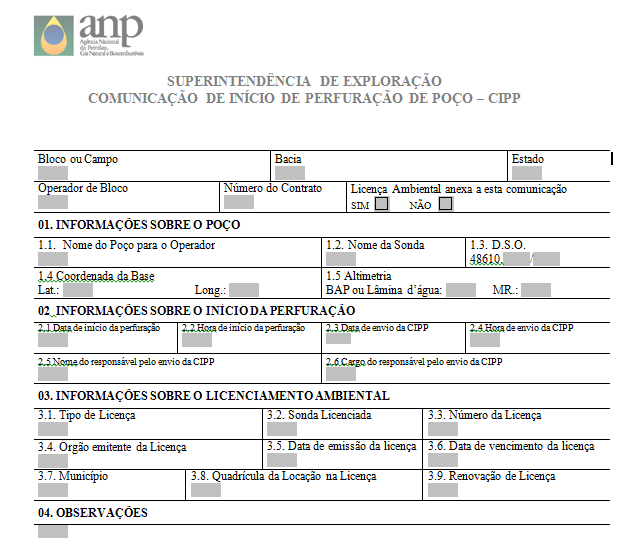 anp
Agência Nacional
do Petróleo,
Gás Natural e Biocombustíveis
SUPERINTENDÊNCIA DE EXPLORAÇÃO
COMUNICAÇÃO DE INÍCIO DE PERFURAÇÃO DE POÇO – CIPP
Bloco ou Campo Bacia Estado
Operador de Bloco Número do Contrato Licença Ambiental anexa a esta comunicação
SIM NÃO
01. INFORMAÇÕES SOBRE O POÇO
1.1. Nome do Poço para o Operador 1.2. Nome da Sonda 1.3. D.S.O.
48610. /
1.4 Coordenada da Base 1.5 Altimetria
Lat.: Long.: BAP ou Lâmina d’água: MR.:
02. INFORMAÇÕES SOBRE O INÍCIO DA PERFURAÇÃO
2.1.Data de início da perfuração 2.2.Hora de início da perfuração 2.3.Data de envio da CIPP 2.4.Hora de envio da CIPP
2.5.Nome do responsável pelo envio da CIPP 2.6.Cargo do responsável pelo envio da CIPP
03. INFORMAÇÕES SOBRE O LICENCIAMENTO AMBIENTAL
3.1. Tipo de Licença 3.2. Sonda Licenciada 3.3. Número da Licença
3.4. Orgão emitente da Licença 3.5. Data de emissão da licença 3.6. Data de vencimento da licença
3.7. Município 3.8. Quadrícula da Locação na Licença 3.9. Renovação de Licença
04. OBSERVAÇÕES